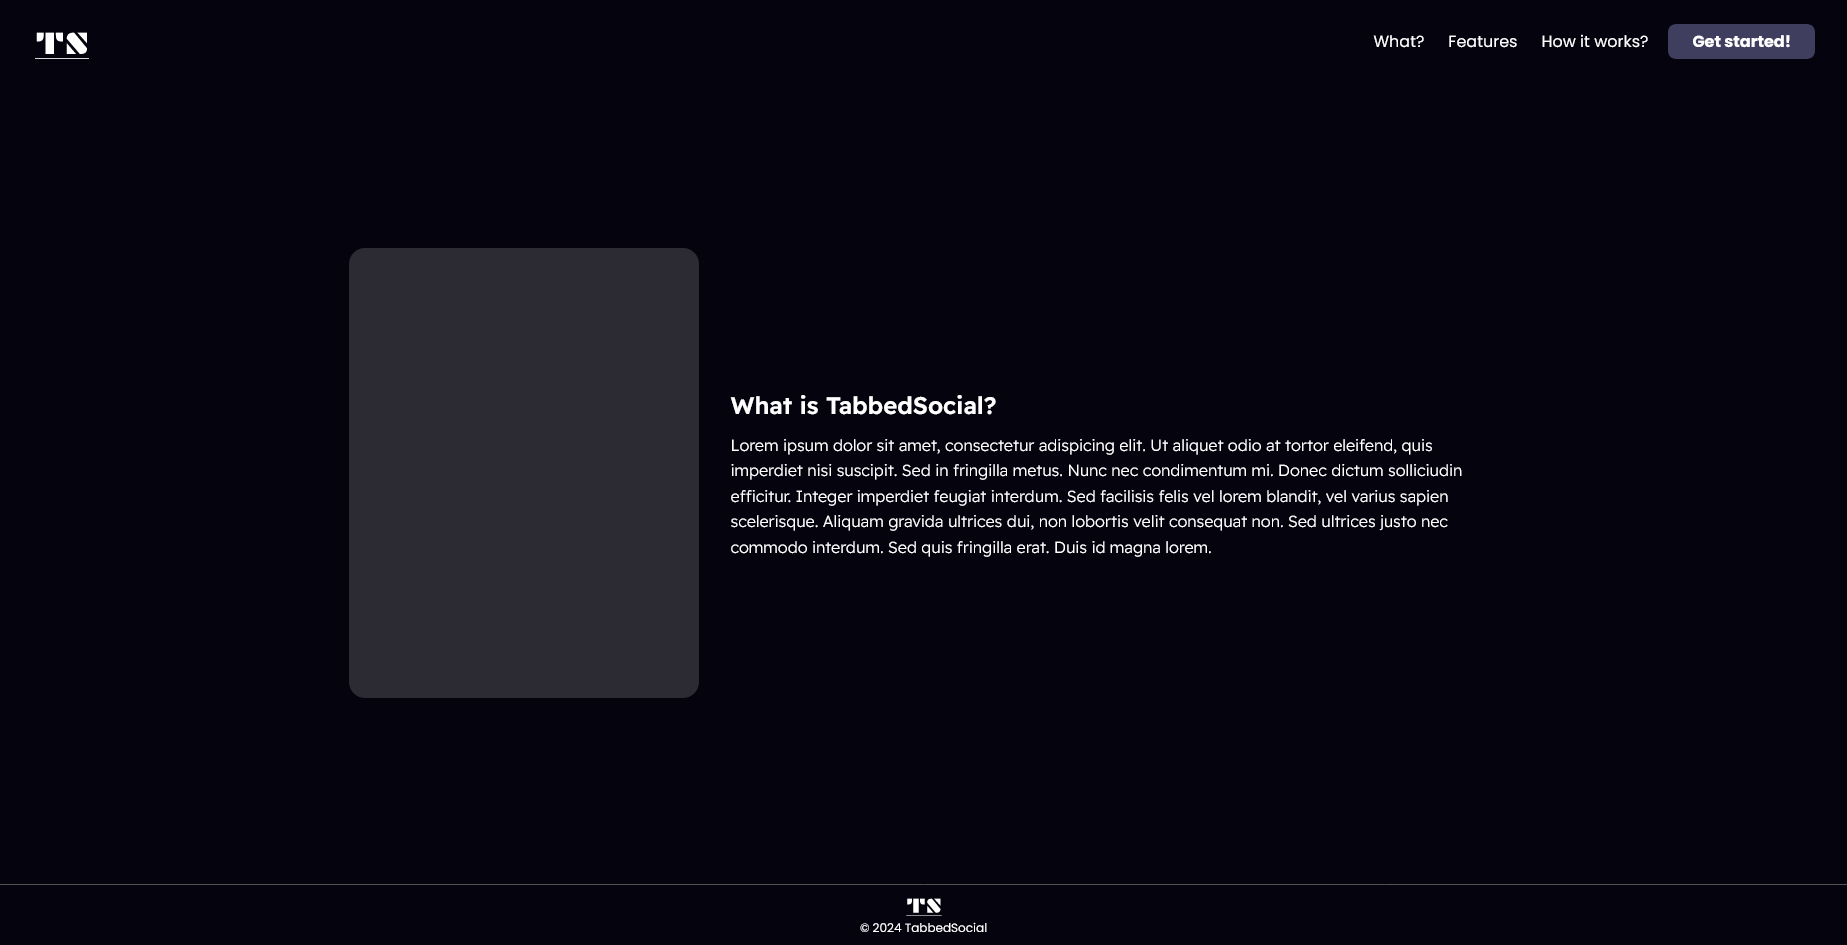 TS
What?
Features
How it works?
Get started!
What is TabbedSocial?
Lorem ipsum dolor sit amet, consectetur adispicing elit. Ut aliquet odio at tortor eleifend, quis
imperdiet nisi suscipit. Sed in fringilla metus. Nunc nec condimentum mi. Donec dictum solliciudin
efficitur. Integer imperdiet feugiat interdum. Sed facilisis felis vel lorem blandit, vel varius sapien
scelerisque. Aliquam gravida ultrices dui, non lobortis velit consequat non. Sed ultrices justo nec
commodo interdum. Sed quis fringilla erat. Duis id magna lorem.
TS
© 2024 TabbedSocial